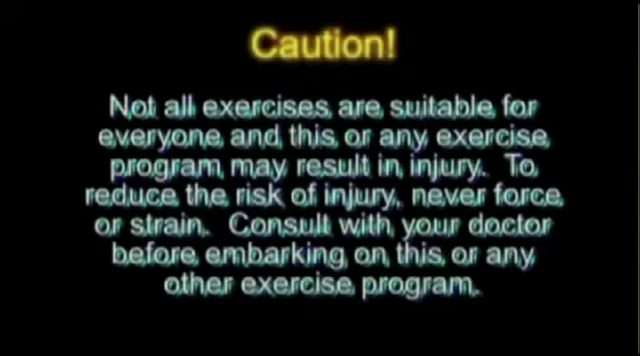 Caution!
Not all exercises are suitable for
everyone and this or any exercise
program may result in injury. To
reduce the risk of injury, never force
or strain. Consult with your doctor
before embarking on this or any
other exercise program.